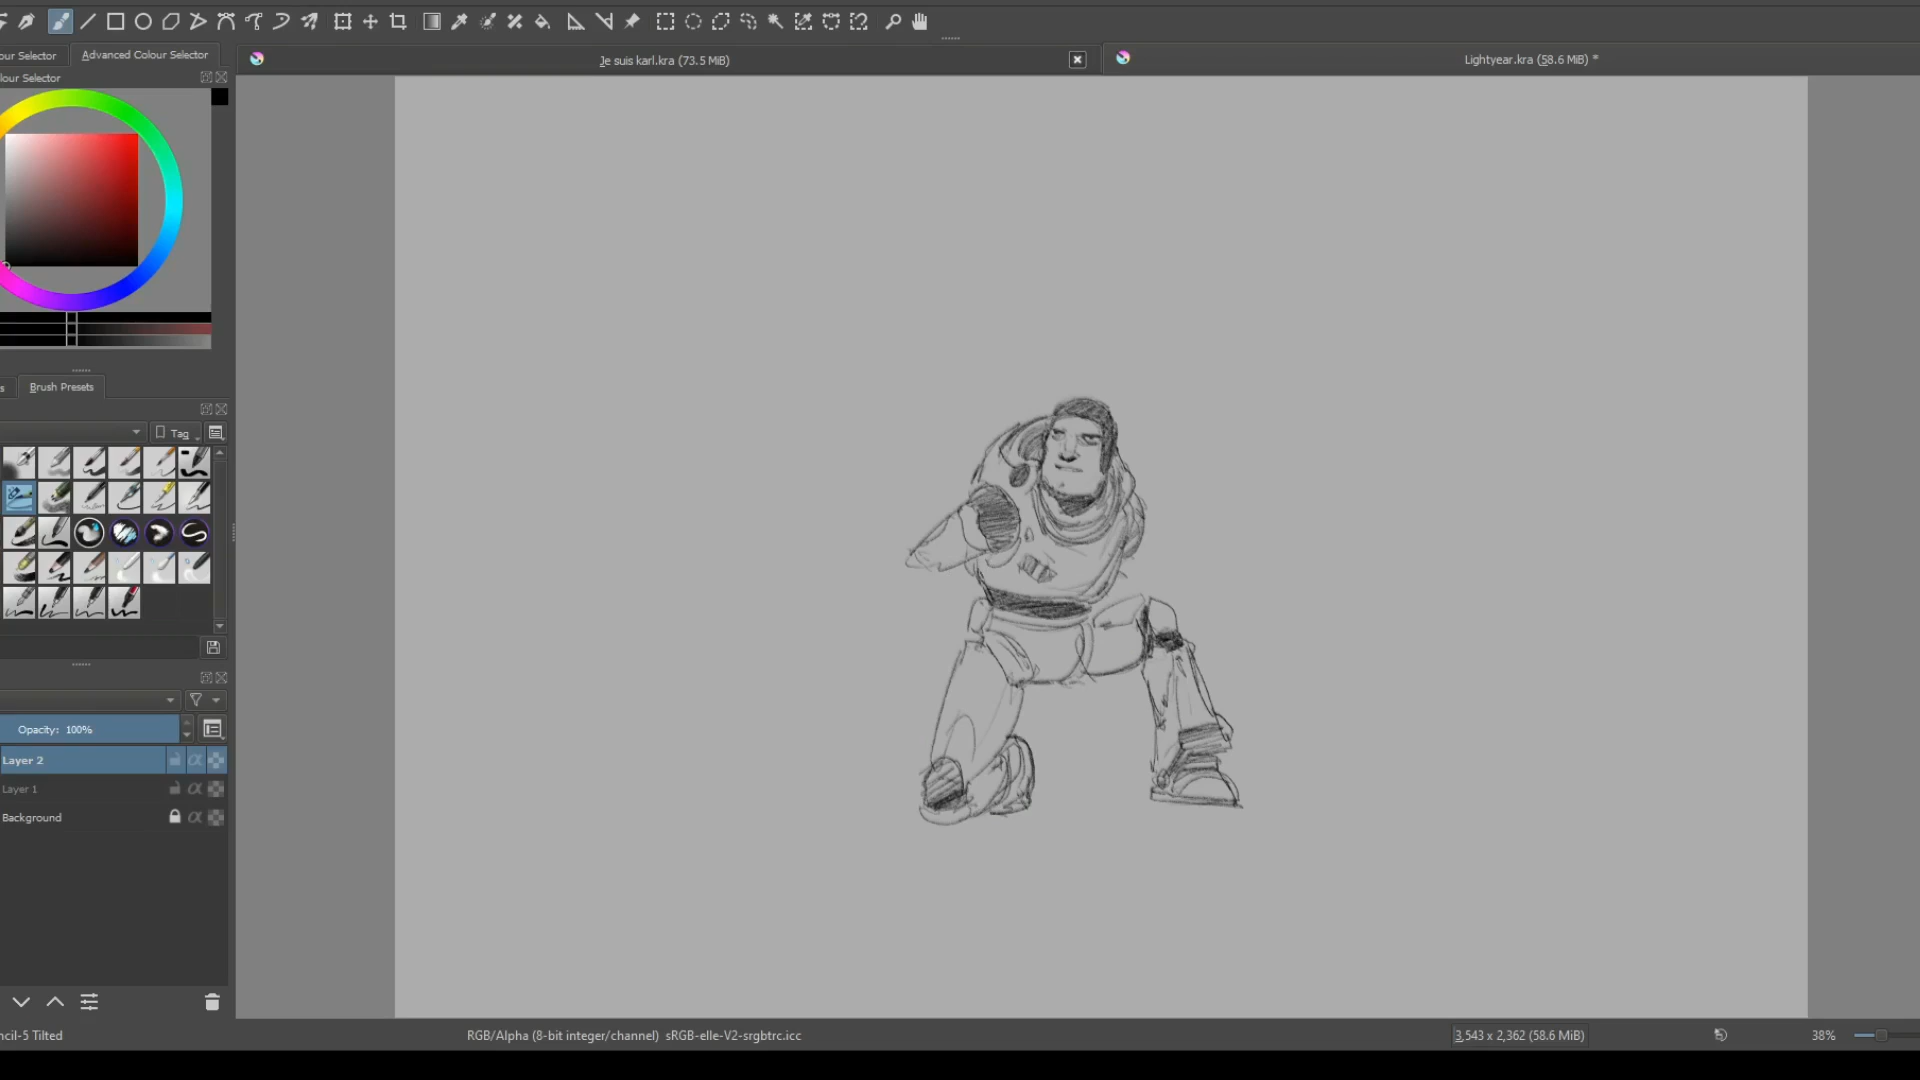 our Selector
Advanced Colour Selector
Je suis karl.kra (73.5 MiB)
Lightyear.kra (58.6 MiB) *
lour Selector
s
Brush Presets
Tag
Opacity: 100%
Layer 2
Layer 1
Background
ncil-5 Tilted
RGB/Alpha (8-bit integer/channel) sRGB-elle-V2-srgbtrc.icc
3,543 x 2,362 (58.6 MiB)
38%